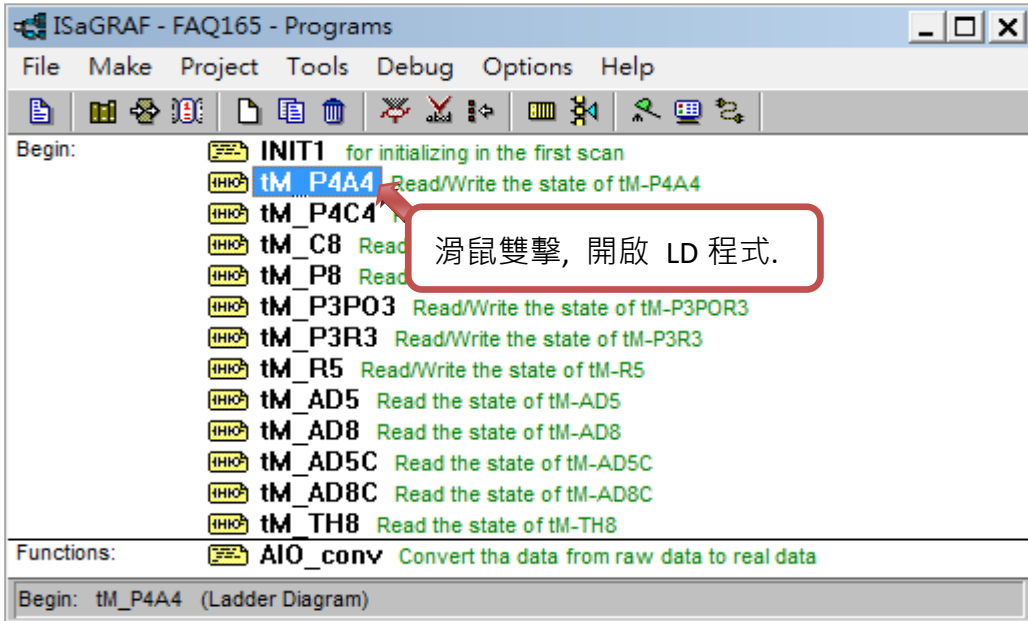 ISaGRAF - FAQ165 - Programs
File Make Project Tools Debug Options Help
Begin: INIT1 for initializing in the first scan
tM_P4A4 Read/Write the state of tM-P4A4
tM_P4C4
滑鼠雙擊, 開啟 LD 程式.
tM_C8 Read
tM_P8 Read
tM_P3PO3 Read/Write the state of tM-P3POR3
tM_P3R3 Read/Write the state of tM-P3R3
tM_R5 Read/Write the state of tM-R5
tM_AD5 Read the state of tM-AD5
tM_AD8 Read the state of tM-AD8
tM_AD5C Read the state of tM-AD5C
tM_AD8C Read the state of tM-AD8C
tM_TH8 Read the state of tM-TH8
Functions: AIO_conv Convert tha data from raw data to real data
Begin: tM_P4A4 (Ladder Diagram)